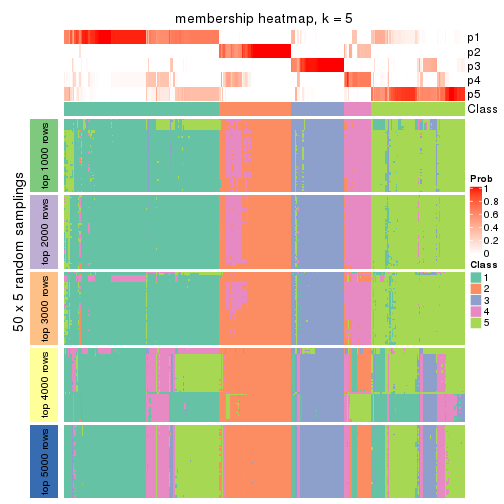 membership heatmap, k = 5
p1
p2
p3
p4
p5
Class
50 x 5 random samplings
top 1000 rows
top 2000 rows
top 3000 rows
top 4000 rows
top 5000 rows
Prob
1
0.8
0.6
0.4
0.2
0
Class
1
2
3
4
5